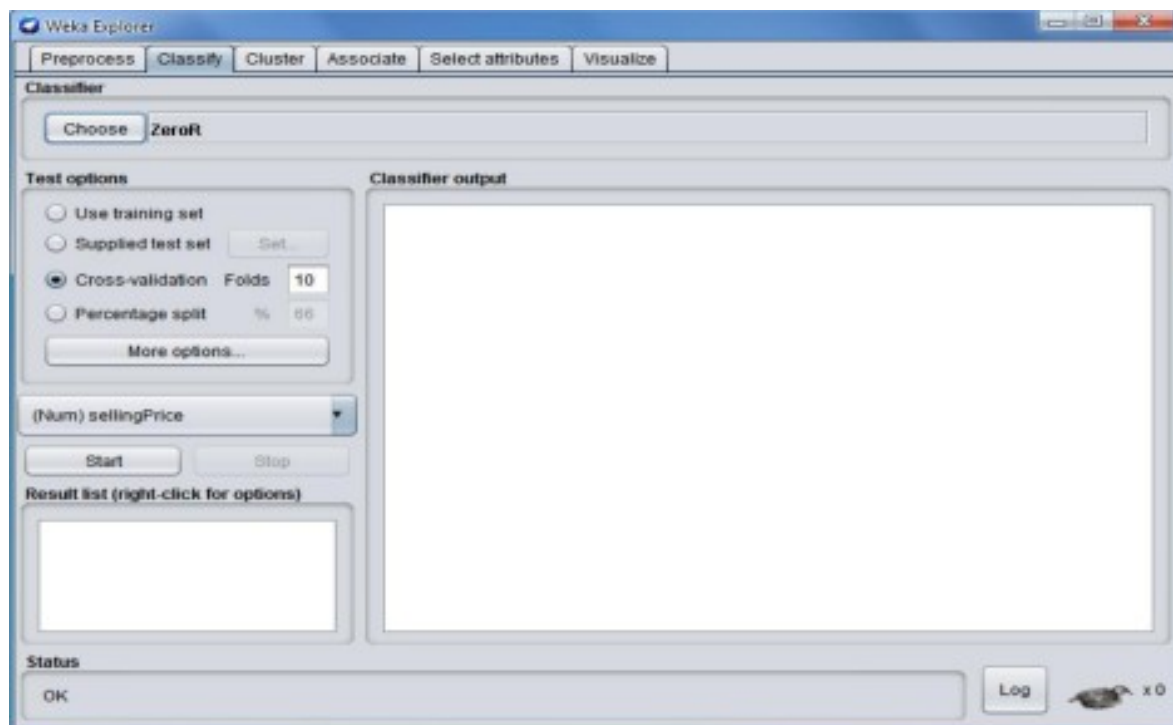 Weka Explorer
Preprocess Classify Cluster Associate Select attributes Visualize
Classifier
Choose ZeroR
Test options
Use training set
Supplied test set Set...
Cross-validation Folds 10
Percentage split % 66
More options...
(Num) sellingPrice
Start Stop
Result list (right-click for options)
Classifier output
Status
OK
Log
x 0